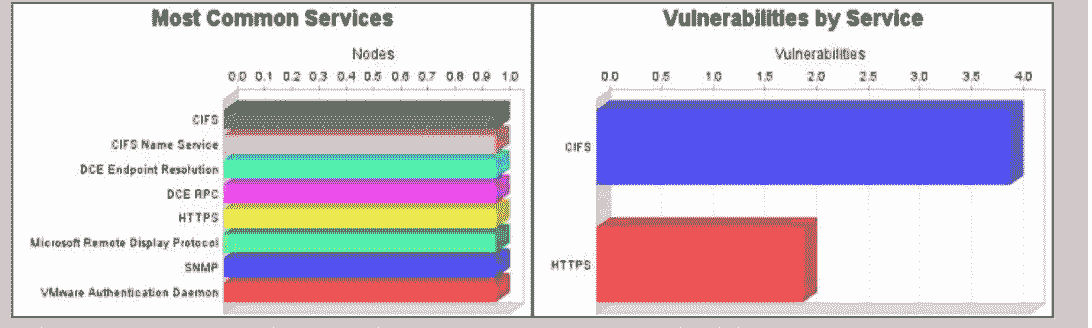 Most Common Services
Nodes
0.0 0.1 0.2 0.3 0.4 0.5 0.6 0.7 0.8 0.9 1.0
CIFS
CIFS Name Service
DCE Endpoint Resolution
DCE RPC
HTTPS
Microsoft Remote Display Protocol
SNMP
VMware Authentication Daemon
Vulnerabilities by Service
Vulnerabilities
0.0 0.5 1.0 1.5 2.0 2.5 3.0 3.5 4.0
CIFS
HTTPS